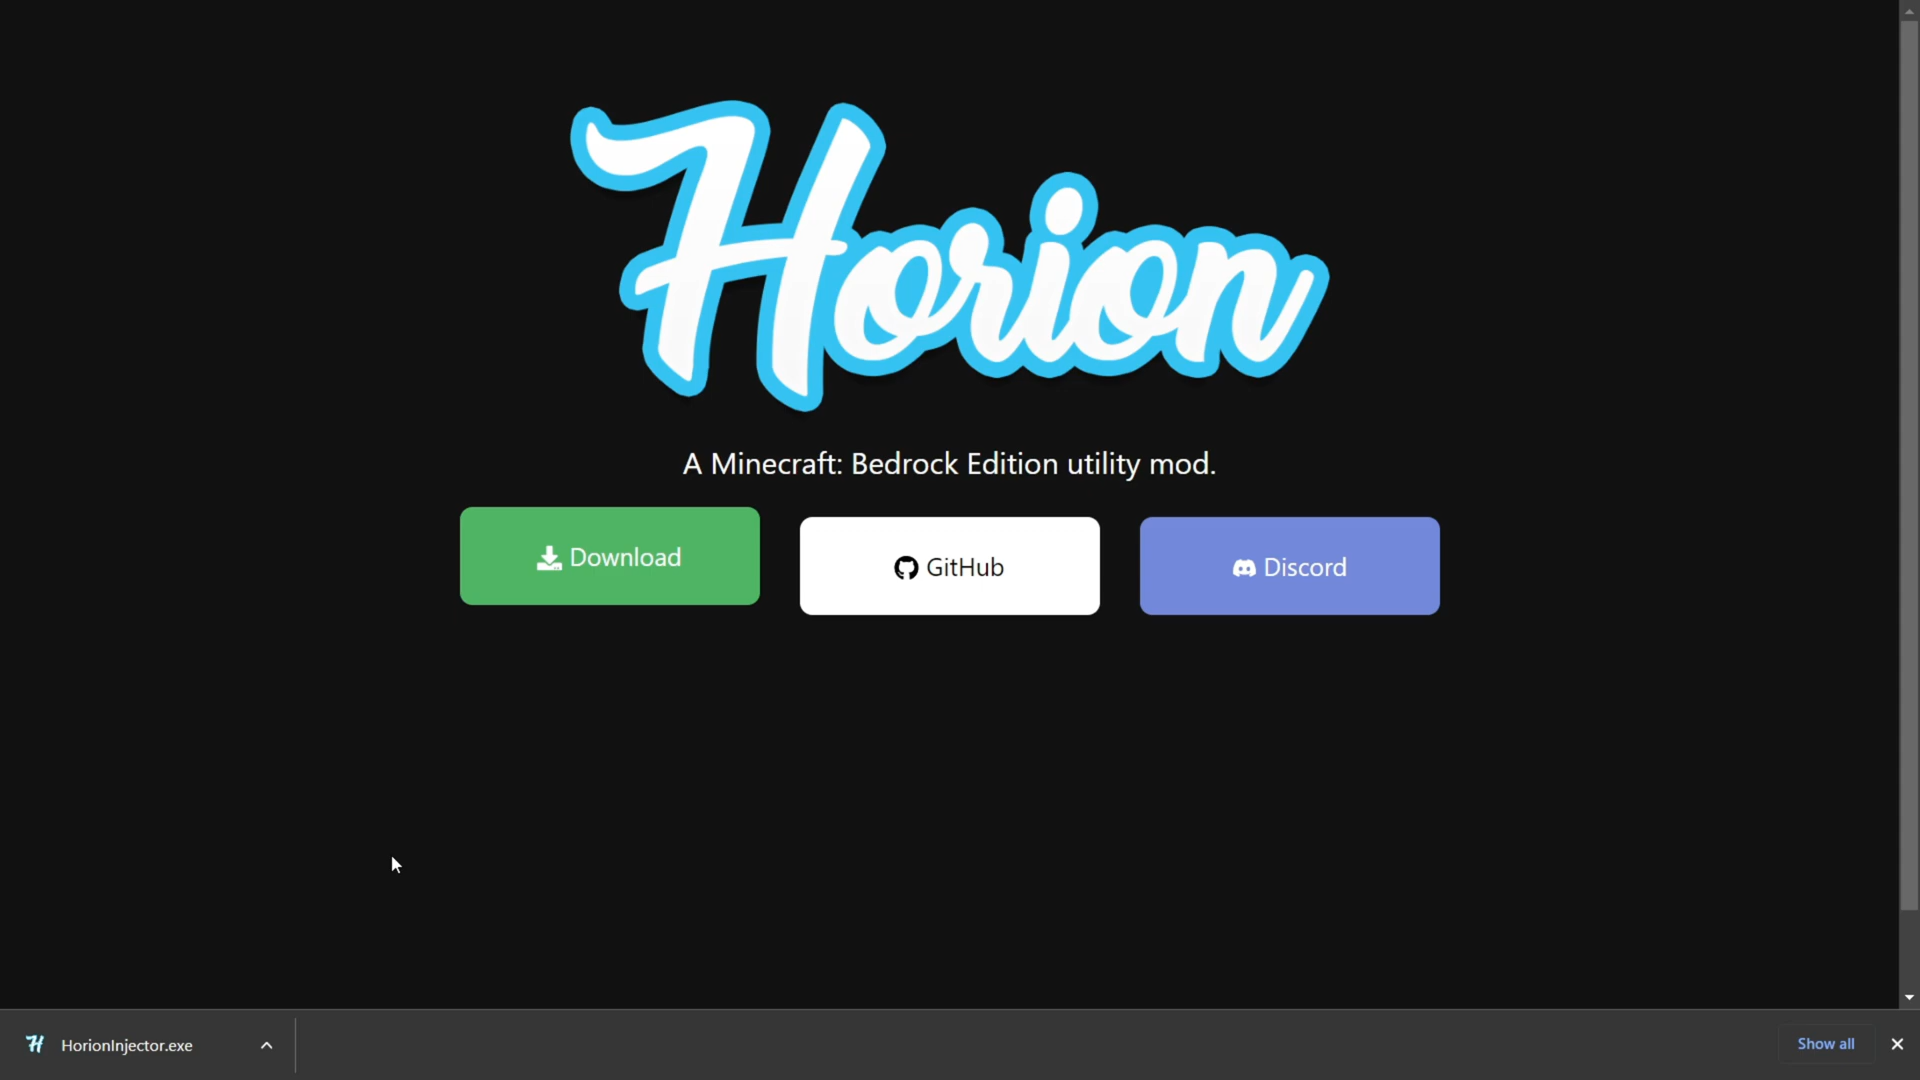 Horion
A Minecraft: Bedrock Edition utility mod.
Download
GitHub
Discord
HorionInjector.exe
Show all